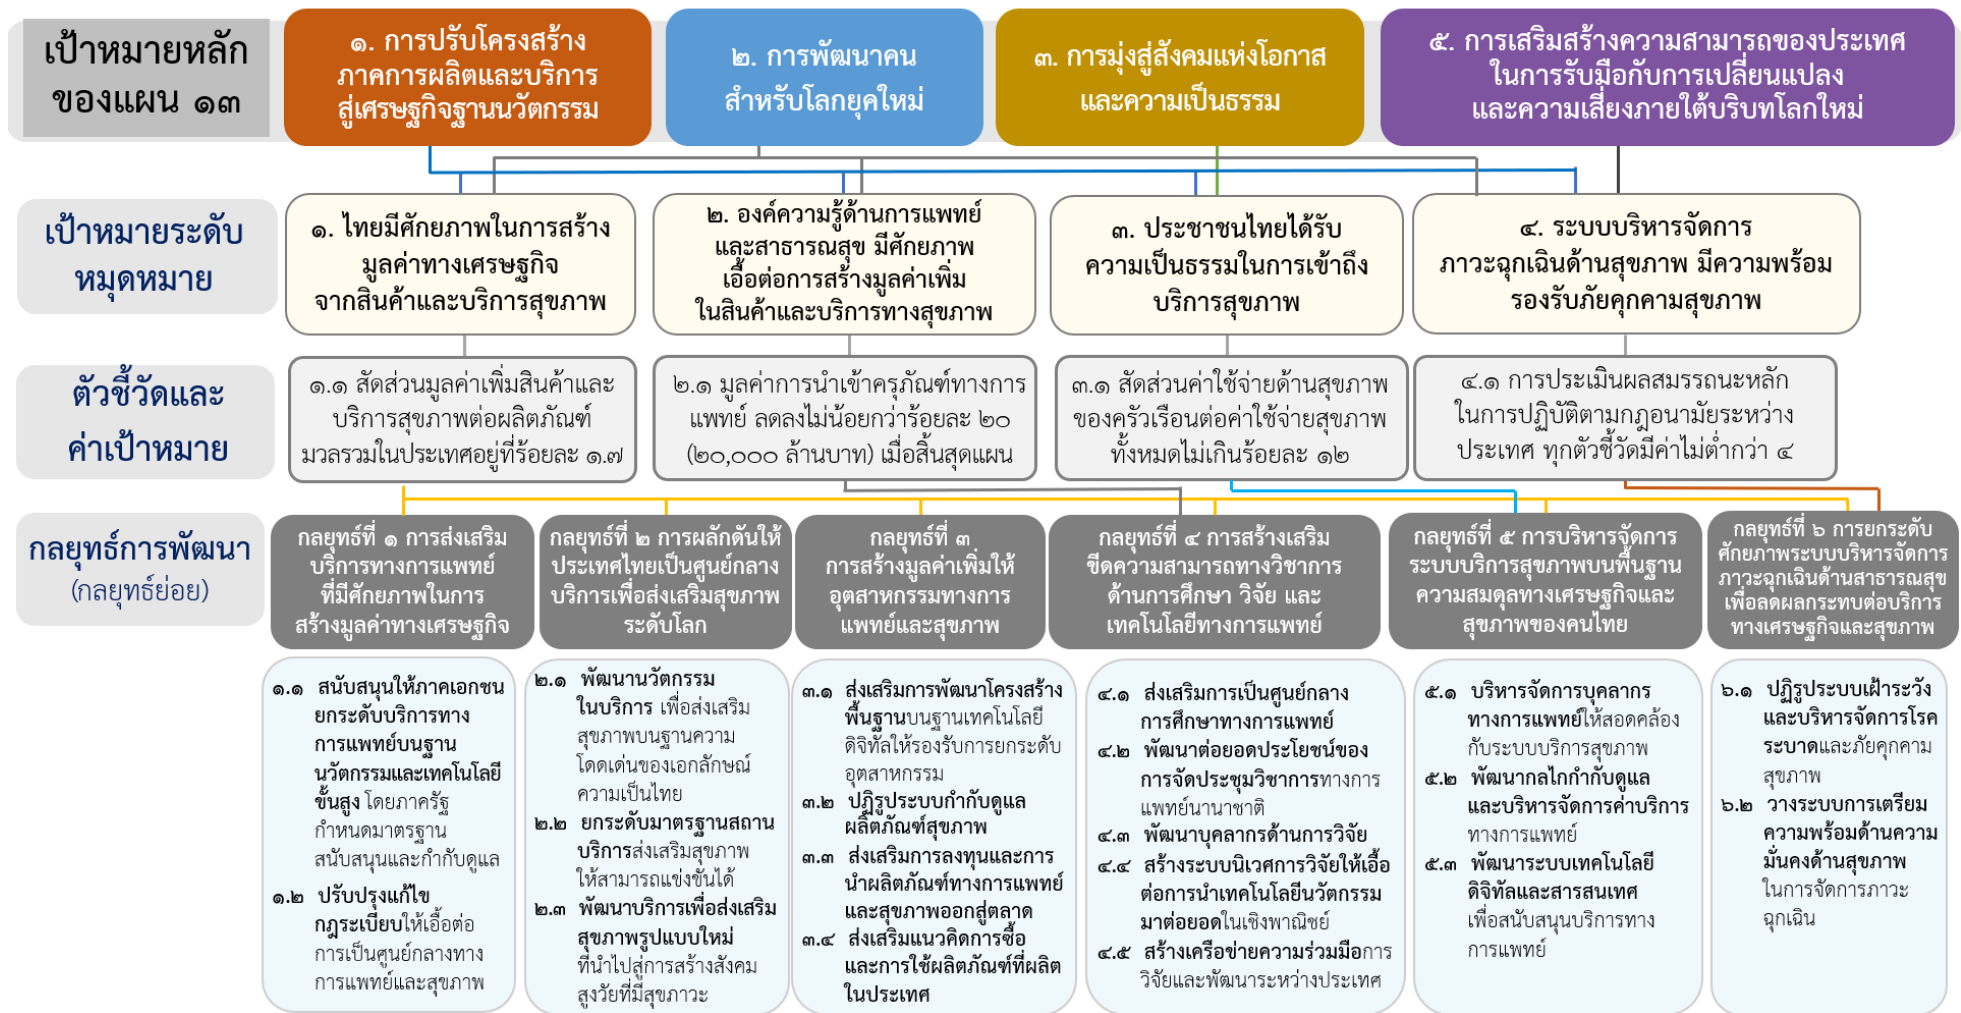 เป้าหมายหลัก
ของแผน ๑๓
๑. การปรับโครงสร้าง
ภาคการผลิตและบริการ
สู่เศรษฐกิจฐานนวัตกรรม
๒. การพัฒนาคน
สำหรับโลกยุคใหม่
๓. การมุ่งสู่สังคมแห่งโอกาส
และความเป็นธรรม
๕. การเสริมสร้างความสามารถของประเทศ
ในการรับมือกับการเปลี่ยนแปลง
และความเสี่ยงภายใต้บริบทโลกใหม่
เป้าหมายระดับ
หมุดหมาย
๑. ไทยมีศักยภาพในการสร้าง
มูลค่าทางเศรษฐกิจ
จากสินค้าและบริการสุขภาพ
๒. องค์ความรู้ด้านการแพทย์
และสาธารณสุข มีศักยภาพ
เอื้อต่อการสร้างมูลค่าเพิ่ม
ในสินค้าและบริการทางสุขภาพ
๓. ประชาชนไทยได้รับ
ความเป็นธรรมในการเข้าถึง
บริการสุขภาพ
๔. ระบบบริหารจัดการ
ภาวะฉุกเฉินด้านสุขภาพ มีความพร้อม
รองรับภัยคุกคามสุขภาพ
ตัวชี้วัดและ
ค่าเป้าหมาย
๑.๑ สัดส่วนมูลค่าเพิ่มสินค้าและ
บริการสุขภาพต่อผลิตภัณฑ์
มวลรวมในประเทศอยู่ที่ร้อยละ ๑.๗
๒.๑ มูลค่าการนำเข้าครุภัณฑ์ทางการ
แพทย์ ลดลงไม่น้อยกว่าร้อยละ ๒๐
(๒๐,๐๐๐ ล้านบาท) เมื่อสิ้นสุดแผน
๓.๑ สัดส่วนค่าใช้จ่ายด้านสุขภาพ
ของครัวเรือนต่อค่าใช้จ่ายสุขภาพ
ทั้งหมดไม่เกินร้อยละ ๑๒
๔.๑ การประเมินผลสมรรถนะหลัก
ในการปฏิบัติตามกฎอนามัยระหว่าง
ประเทศ ทุกตัวชี้วัดมีค่าไม่ต่ำกว่า ๔
กลยุทธ์การพัฒนา
(กลยุทธ์ย่อย)
กลยุทธ์ที่ ๑ การส่งเสริม
บริการทางการแพทย์
ที่มีศักยภาพในการ
สร้างมูลค่าทางเศรษฐกิจ
กลยุทธ์ที่ ๒ การผลักดันให้
ประเทศไทยเป็นศูนย์กลาง
บริการเพื่อส่งเสริมสุขภาพ
ระดับโลก
กลยุทธ์ที่ ๓
การสร้างมูลค่าเพิ่มให้
อุตสาหกรรมทางการ
แพทย์และสุขภาพ
กลยุทธ์ที่ ๔ การสร้างเสริม
ขีดความสามารถทางวิชาการ
ด้านการศึกษา วิจัย และ
เทคโนโลยีทางการแพทย์
กลยุทธ์ที่ ๕ การบริหารจัดการ
ระบบบริการสุขภาพบนพื้นฐาน
ความสมดุลทางเศรษฐกิจและ
สุขภาพของคนไทย
กลยุทธ์ที่ ๖ การยกระดับ
ศักยภาพระบบบริหารจัดการ
ภาวะฉุกเฉินด้านสาธารณสุข
เพื่อลดผลกระทบต่อบริการ
ทางเศรษฐกิจและสุขภาพ
๑.๑ สนับสนุนให้ภาคเอกชน
ยกระดับบริการทาง
การแพทย์บนฐาน
นวัตกรรมและเทคโนโลยี
ขั้นสูง โดยภาครัฐ
กำหนดมาตรฐาน
สนับสนุนและกำกับดูแล
๑.๒ ปรับปรุงแก้ไข
กฎระเบียบให้เอื้อต่อ
การเป็นศูนย์กลางทาง
การแพทย์และสุขภาพ
๒.๑ พัฒนานวัตกรรม
ในบริการ เพื่อส่งเสริม
สุขภาพบนฐานความ
โดดเด่นของเอกลักษณ์
ความเป็นไทย
๒.๒ ยกระดับมาตรฐานสถาน
บริการส่งเสริมสุขภาพ
ให้สามารถแข่งขันได้
๒.๓ พัฒนาบริการเพื่อส่งเสริม
สุขภาพรูปแบบใหม่
ที่นำไปสู่การสร้างสังคม
สูงวัยที่มีสุขภาวะ
๓.๑ ส่งเสริมการพัฒนาโครงสร้าง
พื้นฐานบนฐานเทคโนโลยี
ดิจิทัลให้รองรับการยกระดับ
อุตสาหกรรม
๓.๒ ปฏิรูประบบกำกับดูแล
ผลิตภัณฑ์สุขภาพ
๓.๓ ส่งเสริมการลงทุนและการ
นำผลิตภัณฑ์ทางการแพทย์
และสุขภาพออกสู่ตลาด
๓.๔ ส่งเสริมแนวคิดการซื้อ
และการใช้ผลิตภัณฑ์ที่ผลิต
ในประเทศ
๔.๑ ส่งเสริมการเป็นศูนย์กลาง
การศึกษาทางการแพทย์
๔.๒ พัฒนาต่อยอดประโยชน์ของ
การจัดประชุมวิชาการทางการ
แพทย์นานาชาติ
๔.๓ พัฒนาบุคลากรด้านการวิจัย
๔.๔ สร้างระบบนิเวศการวิจัยให้เอื้อ
ต่อการนำเทคโนโลยีนวัตกรรม
มาต่อยอดในเชิงพาณิชย์
๔.๕ สร้างเครือข่ายความร่วมมือการ
วิจัยและพัฒนาระหว่างประเทศ
๕.๑ บริหารจัดการบุคลากร
ทางการแพทย์ให้สอดคล้อง
กับระบบบริการสุขภาพ
๕.๒ พัฒนากลไกกำกับดูแล
และบริหารจัดการค่าบริการ
ทางการแพทย์
๕.๓ พัฒนาระบบเทคโนโลยี
ดิจิทัลและสารสนเทศ
เพื่อสนับสนุนบริการทาง
การแพทย์
๖.๑ ปฏิรูประบบเฝ้าระวัง
และบริหารจัดการโรค
ระบาดและภัยคุกคาม
สุขภาพ
๖.๒ วางระบบการเตรียม
ความพร้อมด้านความ
มั่นคงด้านสุขภาพ
ในการจัดการภาวะ
ฉุกเฉิน